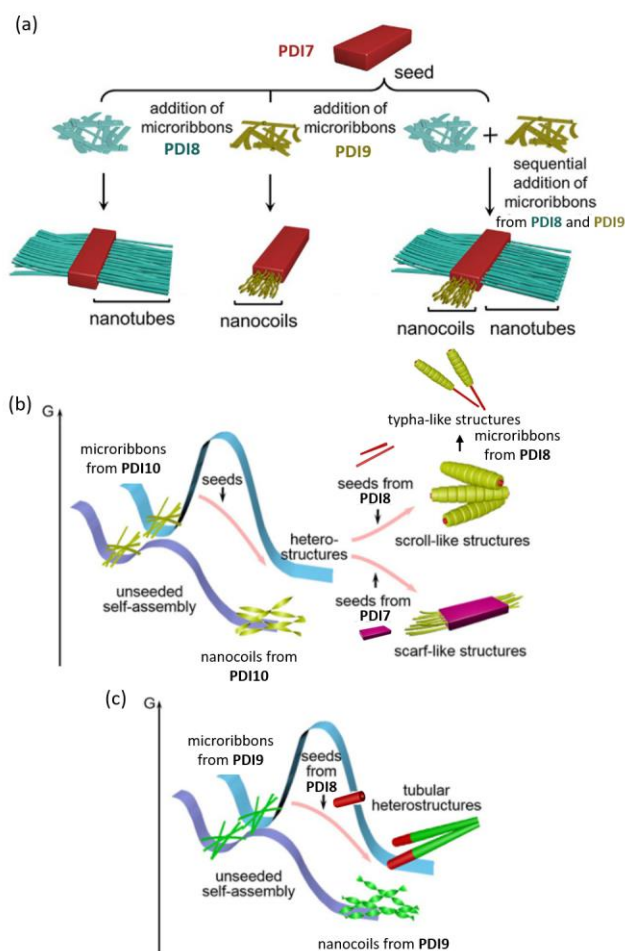 (a)
PDI7
seed
addition of
microribbons
PDI8
addition of
microribbons
PDI9
+
sequential
addition of
microribbons
from PDI8 and PDI9
nanotubes
nanocoils
nanocoils
nanotubes
(b)
G
microribbons
from PDI10
seeds
unseeded
self-assembly
nanocoils from
PDI10
hetero-
structures
typha-like structures
microribbons
from PDI8
seeds from
PDI8
scroll-like structures
seeds from
PDI7
scarf-like structures
(c)
G
microribbons
from PDI9
seeds
from
PDI8
tubular
heterostructures
unseeded
self-assembly
nanocoils from PDI9